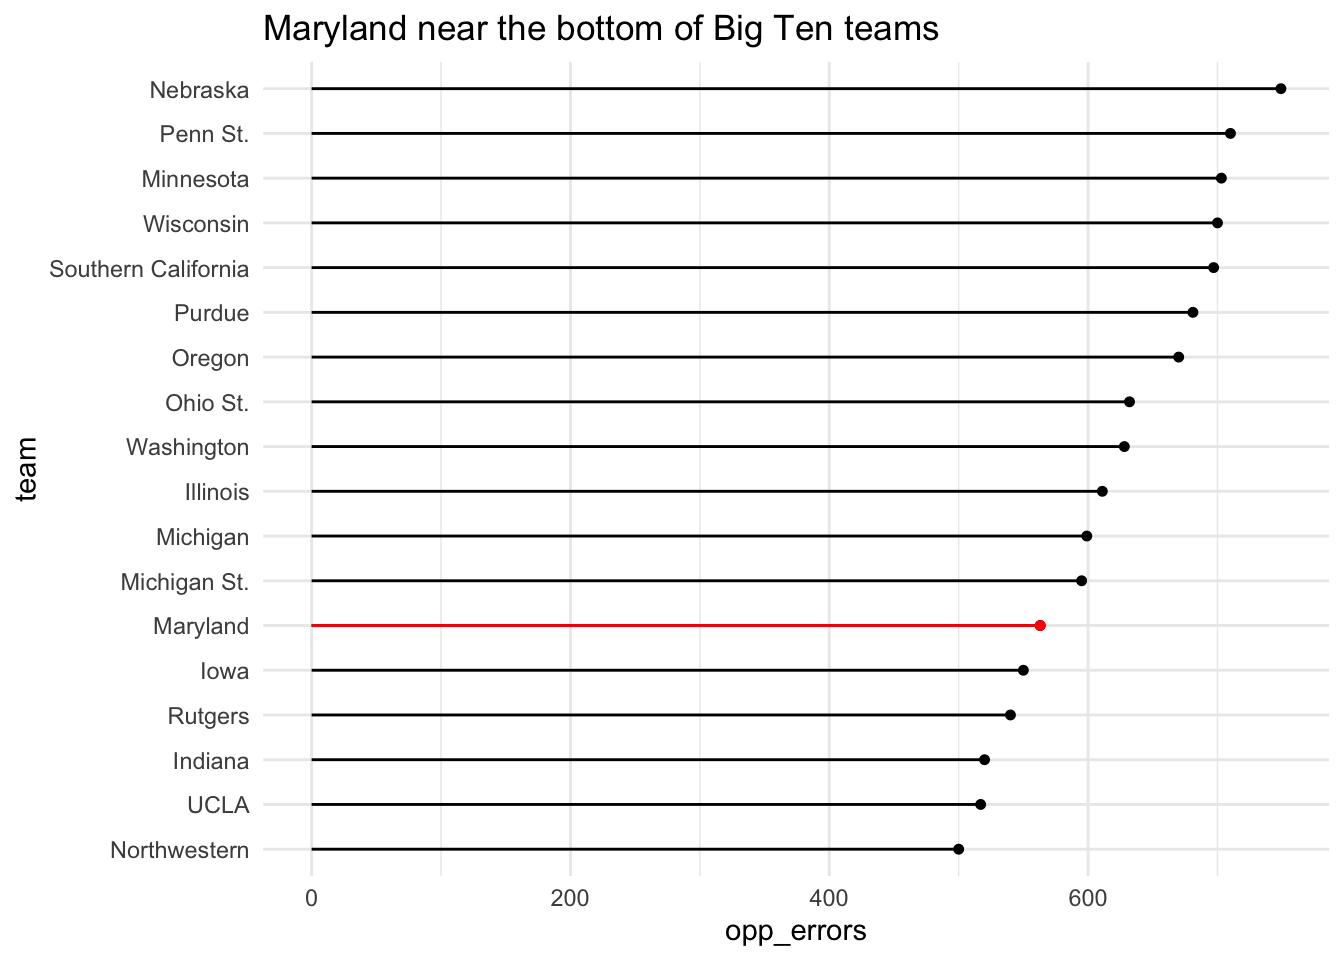 Maryland near the bottom of Big Ten teams
Nebraska
Penn St.
Minnesota
Wisconsin
Southern California
Purdue
Oregon
Ohio St.
Washington
Illinois
Michigan
Michigan St.
Maryland
Iowa
Rutgers
Indiana
UCLA
Northwestern
team
0 200 400 600
opp_errors